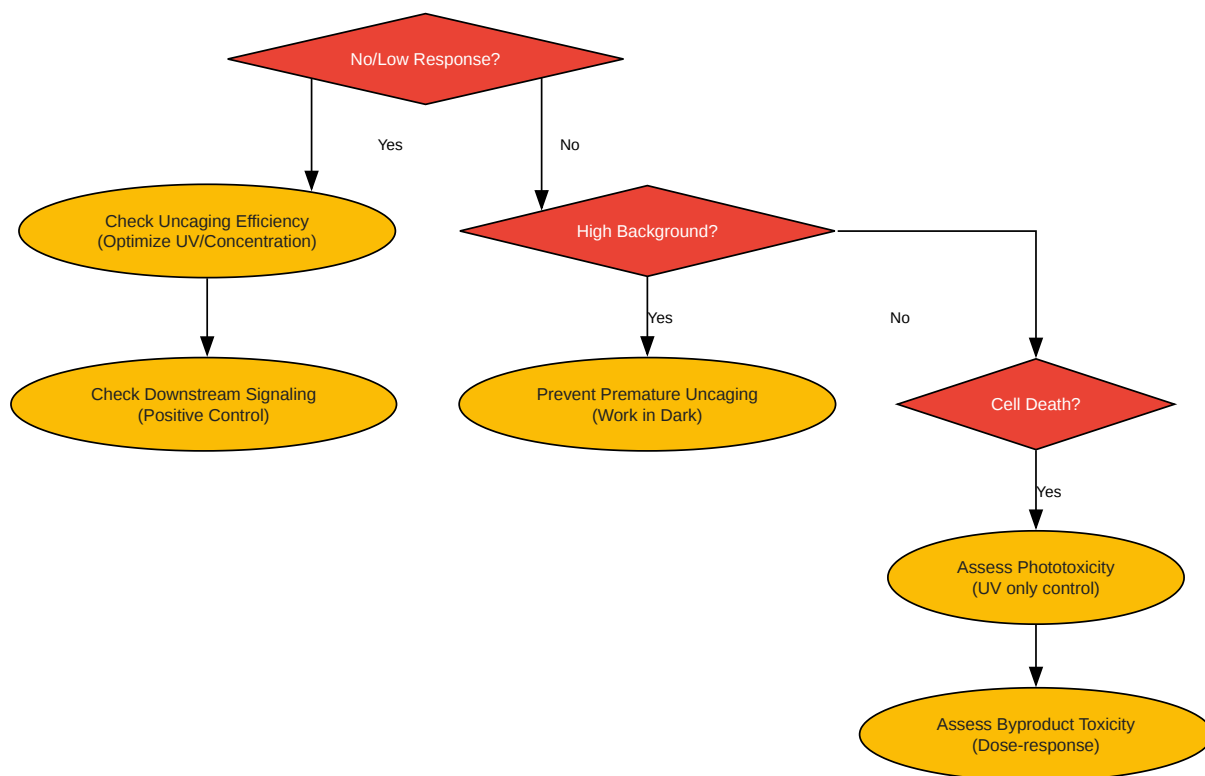 No/Low Response?
Yes
No
Check Uncaging Efficiency
(Optimize UV/Concentration)
High Background?
Yes
No
Check Downstream Signaling
(Positive Control)
Prevent Premature Uncaging
(Work in Dark)
Cell Death?
Yes
Assess Phototoxicity
(UV only control)
Assess Byproduct Toxicity
(Dose-response)